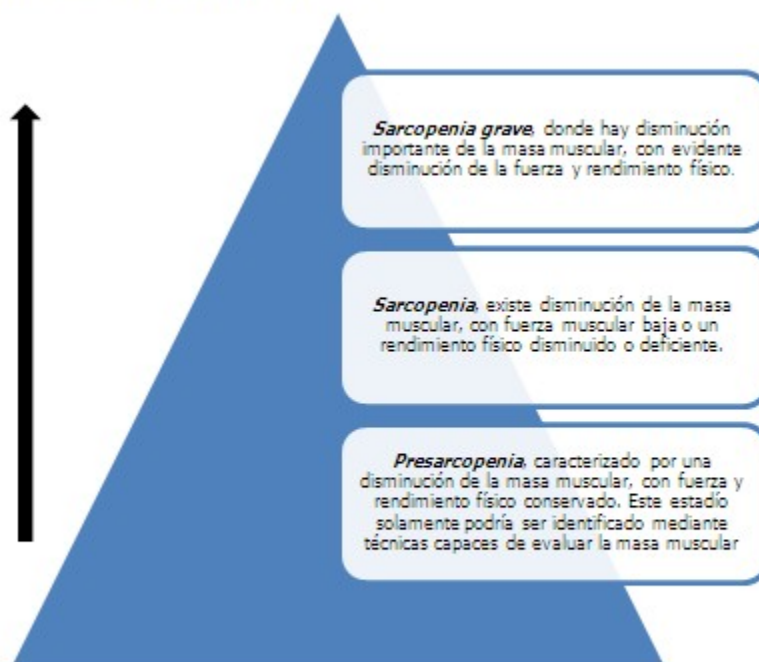 Sarcopenia grave, donde hay disminución
importante de la masa muscular, con evidente
disminución de la fuerza y rendimiento físico.
Sarcopenia, existe disminución de la masa
muscular, con fuerza muscular baja o un
rendimiento físico disminuido o deficiente.
Presarcopenia, caracterizado por una
disminución de la masa muscular, con fuerza y
rendimiento físico conservado. Este estadío
solamente podría ser identificado mediante
técnicas capaces de evaluar la masa muscular